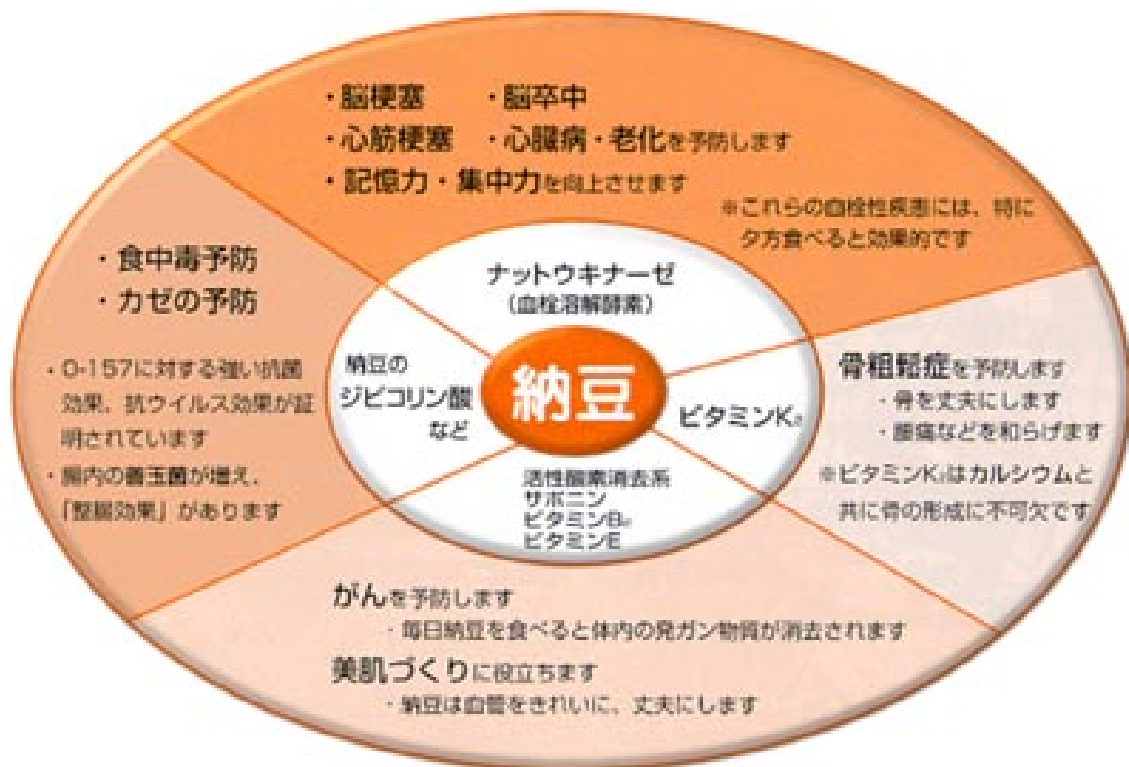 ・脳梗塞 ・脳卒中
・心筋梗塞 ・心臓病・老化を予防します
・記憶力・集中力を向上させます
※これらの血栓性疾患には、特に
夕方食べると効果的です
・食中毒予防
・カゼの予防
・O-157に対する強い抗菌
効果、抗ウイルス効果が証
明されています
・腸内の善玉菌が増え、
「整腸効果」があります
ナットウキナーゼ
(血栓溶解酵素)
納豆の
ジピコリン酸
など
納豆
ビタミンK₂
活性酸素消去系
サポニン
ビタミンB₂
ビタミンE
骨粗鬆症を予防します
・骨を丈夫にします
・腰痛などを和らげます
※ビタミンK₂はカルシウムと
共に骨の形成に不可欠です
がんを予防します
・毎日納豆を食べると体内の発ガン物質が消去されます
美肌づくりに役立ちます
・納豆は血管をきれいに、丈夫にします